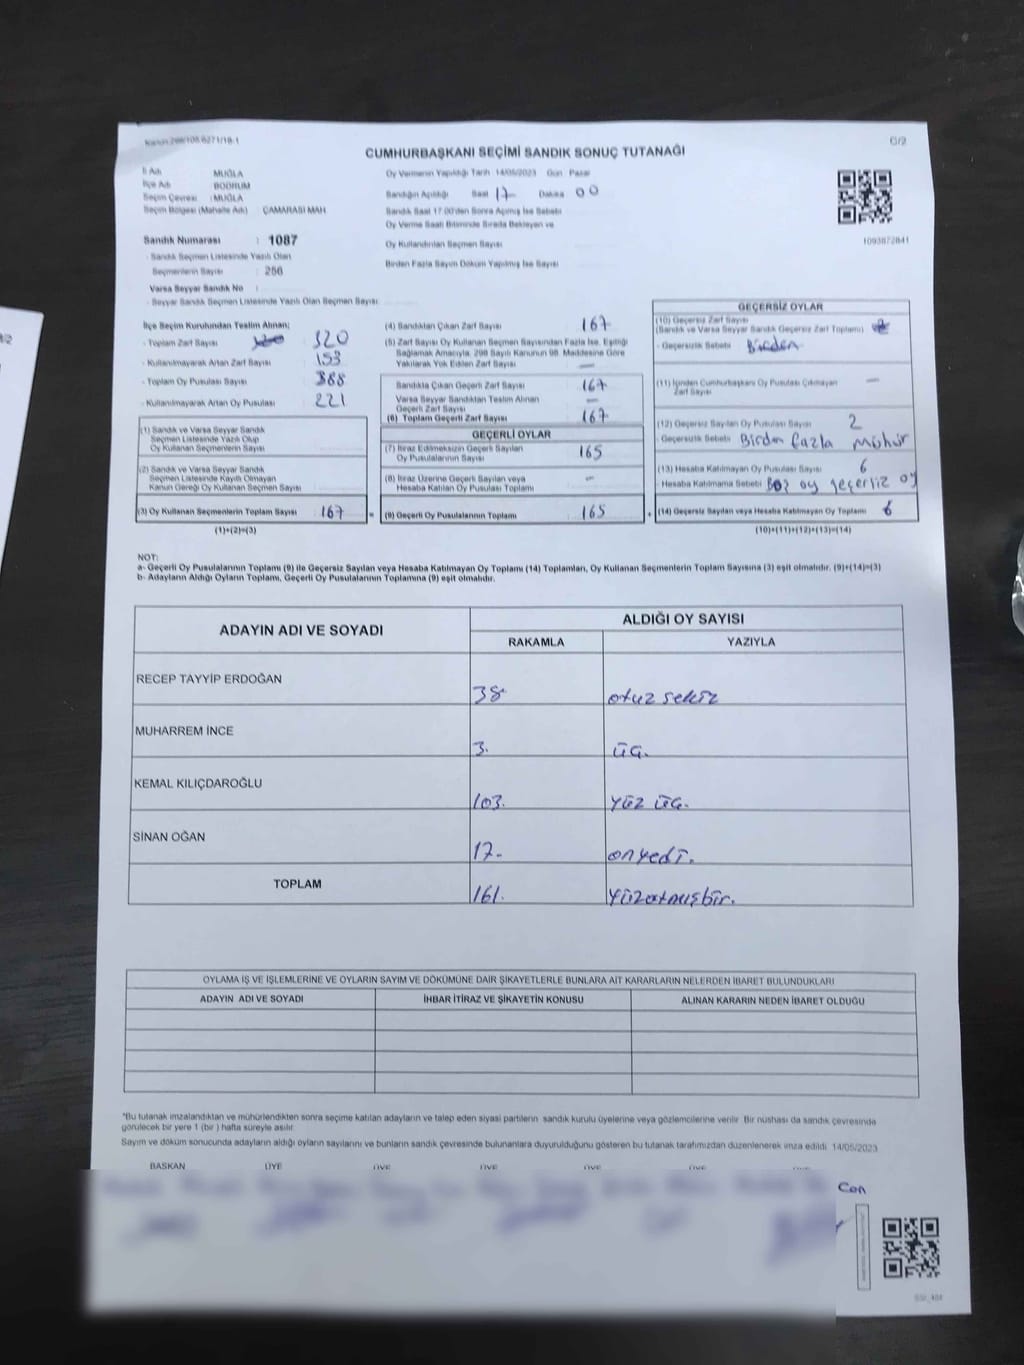 Kanun:298/108,6271/19-1
C/2
CUMHURBAŞKANI SEÇİMİ SANDIK SONUÇ TUTANAĞI
İl Adı : MUĞLA
İlçe Adı : BODRUM
Seçim Çevresi : MUĞLA
Seçim Bölgesi (Mahalle Adı) : ÇAMARASI MAH
Sandık Numarası : 1087
- Sandık Seçmen Listesinde Yazılı Olan
Seçmenlerin Sayısı : 256
Varsa Seyyar Sandık No :
- Seyyar Sandık Seçmen Listesinde Yazılı Olan Seçmen Sayısı:
Oy Vermenin Yapıldığı Tarih 14/05/2023 Gün Pazar
Sandığın Açıldığı Saat 17- Dakika 00
Sandık Saat 17.00'den Sonra Açılmış İse Sebebi
Oy Verme Saati Bitiminde Sırada Bekleyen ve
Oy Kullandırılan Seçmen Sayısı
Birden Fazla Sayım Döküm Yapılmış İse Sayısı
1093872841
İlçe Seçim Kurulundan Teslim Alınan;
- Toplam Zarf Sayısı : 320
- Kullanılmayarak Artan Zarf Sayısı : 153
- Toplam Oy Pusulası Sayısı : 388
- Kullanılmayarak Artan Oy Pusulası : 221
(1) Sandık ve Varsa Seyyar Sandık
Seçmen Listesinde Yazılı Olup
Oy Kullanan Seçmenlerin Sayısı :
(2) Sandık ve Varsa Seyyar Sandık
Seçmen Listesinde Kayıtlı Olmayan
Kanun Gereği Oy Kullanan Seçmen Sayısı :
(3) Oy Kullanan Seçmenlerin Toplam Sayısı : 167 =
(1)+(2)=(3)
(4) Sandıktan Çıkan Zarf Sayısı : 167
(5) Zarf Sayısı Oy Kullanan Seçmen Sayısından Fazla İse, Eşitliği
Sağlamak Amacıyla, 298 Sayılı Kanunun 98. Maddesine Göre
Yakılarak Yok Edilen Zarf Sayısı : —
Sandıkta Çıkan Geçerli Zarf Sayısı : 167
Varsa Seyyar Sandıktan Teslim Alınan
Geçerli Zarf Sayısı : —
(6) Toplam Geçerli Zarf Sayısı : 167
GEÇERLİ OYLAR
(7) İtiraz Edilmeksizin Geçerli Sayılan
Oy Pusulalarının Sayısı : 165
(8) İtiraz Üzerine Geçerli Sayılan veya
Hesaba Katılan Oy Pusulası Toplamı : -
(9) Geçerli Oy Pusulalarının Toplamı : 165 +
GEÇERSİZ OYLAR
(10) Geçersiz Zarf Sayısı
(Sandık ve Varsa Seyyar Sandık Geçersiz Zarf Toplamı)
- Geçersizlik Sebebi : Birden
(11) İçinden Cumhurbaşkanı Oy Pusulası Çıkmayan
Zarf Sayısı : —
(12) Geçersiz Sayılan Oy Pusulası Sayısı : 2
- Geçersizlik Sebebi : Birden fazla mühür
(13) Hesaba Katılmayan Oy Pusulası Sayısı : 6
- Hesaba Katılmama Sebebi : Boş oy geçersiz oy
(14) Geçersiz Sayılan veya Hesaba Katılmayan Oy Toplamı : 6
(10)+(11)+(12)+(13)=(14)
NOT:
a- Geçerli Oy Pusulalarının Toplamı (9) ile Geçersiz Sayılan veya Hesaba Katılmayan Oy Toplamı (14) Toplamları, Oy Kullanan Seçmenlerin Toplam Sayısına (3) eşit olmalıdır. (9)+(14)=(3)
b- Adayların Aldığı Oyların Toplamı, Geçerli Oy Pusulalarının Toplamına (9) eşit olmalıdır.
ADAYIN ADI VE SOYADI
ALDIĞI OY SAYISI
RAKAMLA YAZIYLA
RECEP TAYYİP ERDOĞAN 38 otuz sekiz
MUHARREM İNCE 3. üç.
KEMAL KILIÇDAROĞLU 103. yüz üç.
SİNAN OĞAN 17- onyedi.
TOPLAM 161. yüzatmışbir.
OYLAMA İŞ VE İŞLEMLERİNE VE OYLARIN SAYIM VE DÖKÜMÜNE DAİR ŞİKAYETLERLE BUNLARA AİT KARARLARIN NELERDEN İBARET BULUNDUKLARI
ADAYIN ADI VE SOYADI İHBAR İTİRAZ VE ŞİKAYETİN KONUSU ALINAN KARARIN NEDEN İBARET OLDUĞU
*Bu tutanak imzalandıktan ve mühürlendikten sonra seçime katılan adayların ve talep eden siyasi partilerin sandık kurulu üyelerine veya gözlemcilerine verilir. Bir nüshası da sandık çevresinde
görülecek bir yere 1 (bir ) hafta süreyle asılır.
Sayım ve döküm sonucunda adayların aldığı oyların sayılarını ve bunların sandık çevresinde bulunanlara duyurulduğunu gösteren bu tutanak tarafımızdan düzenlenerek imza edildi. 14/05/2023
BAŞKAN ÜYE ÜYE ÜYE ÜYE ÜYE ÜYE
Can